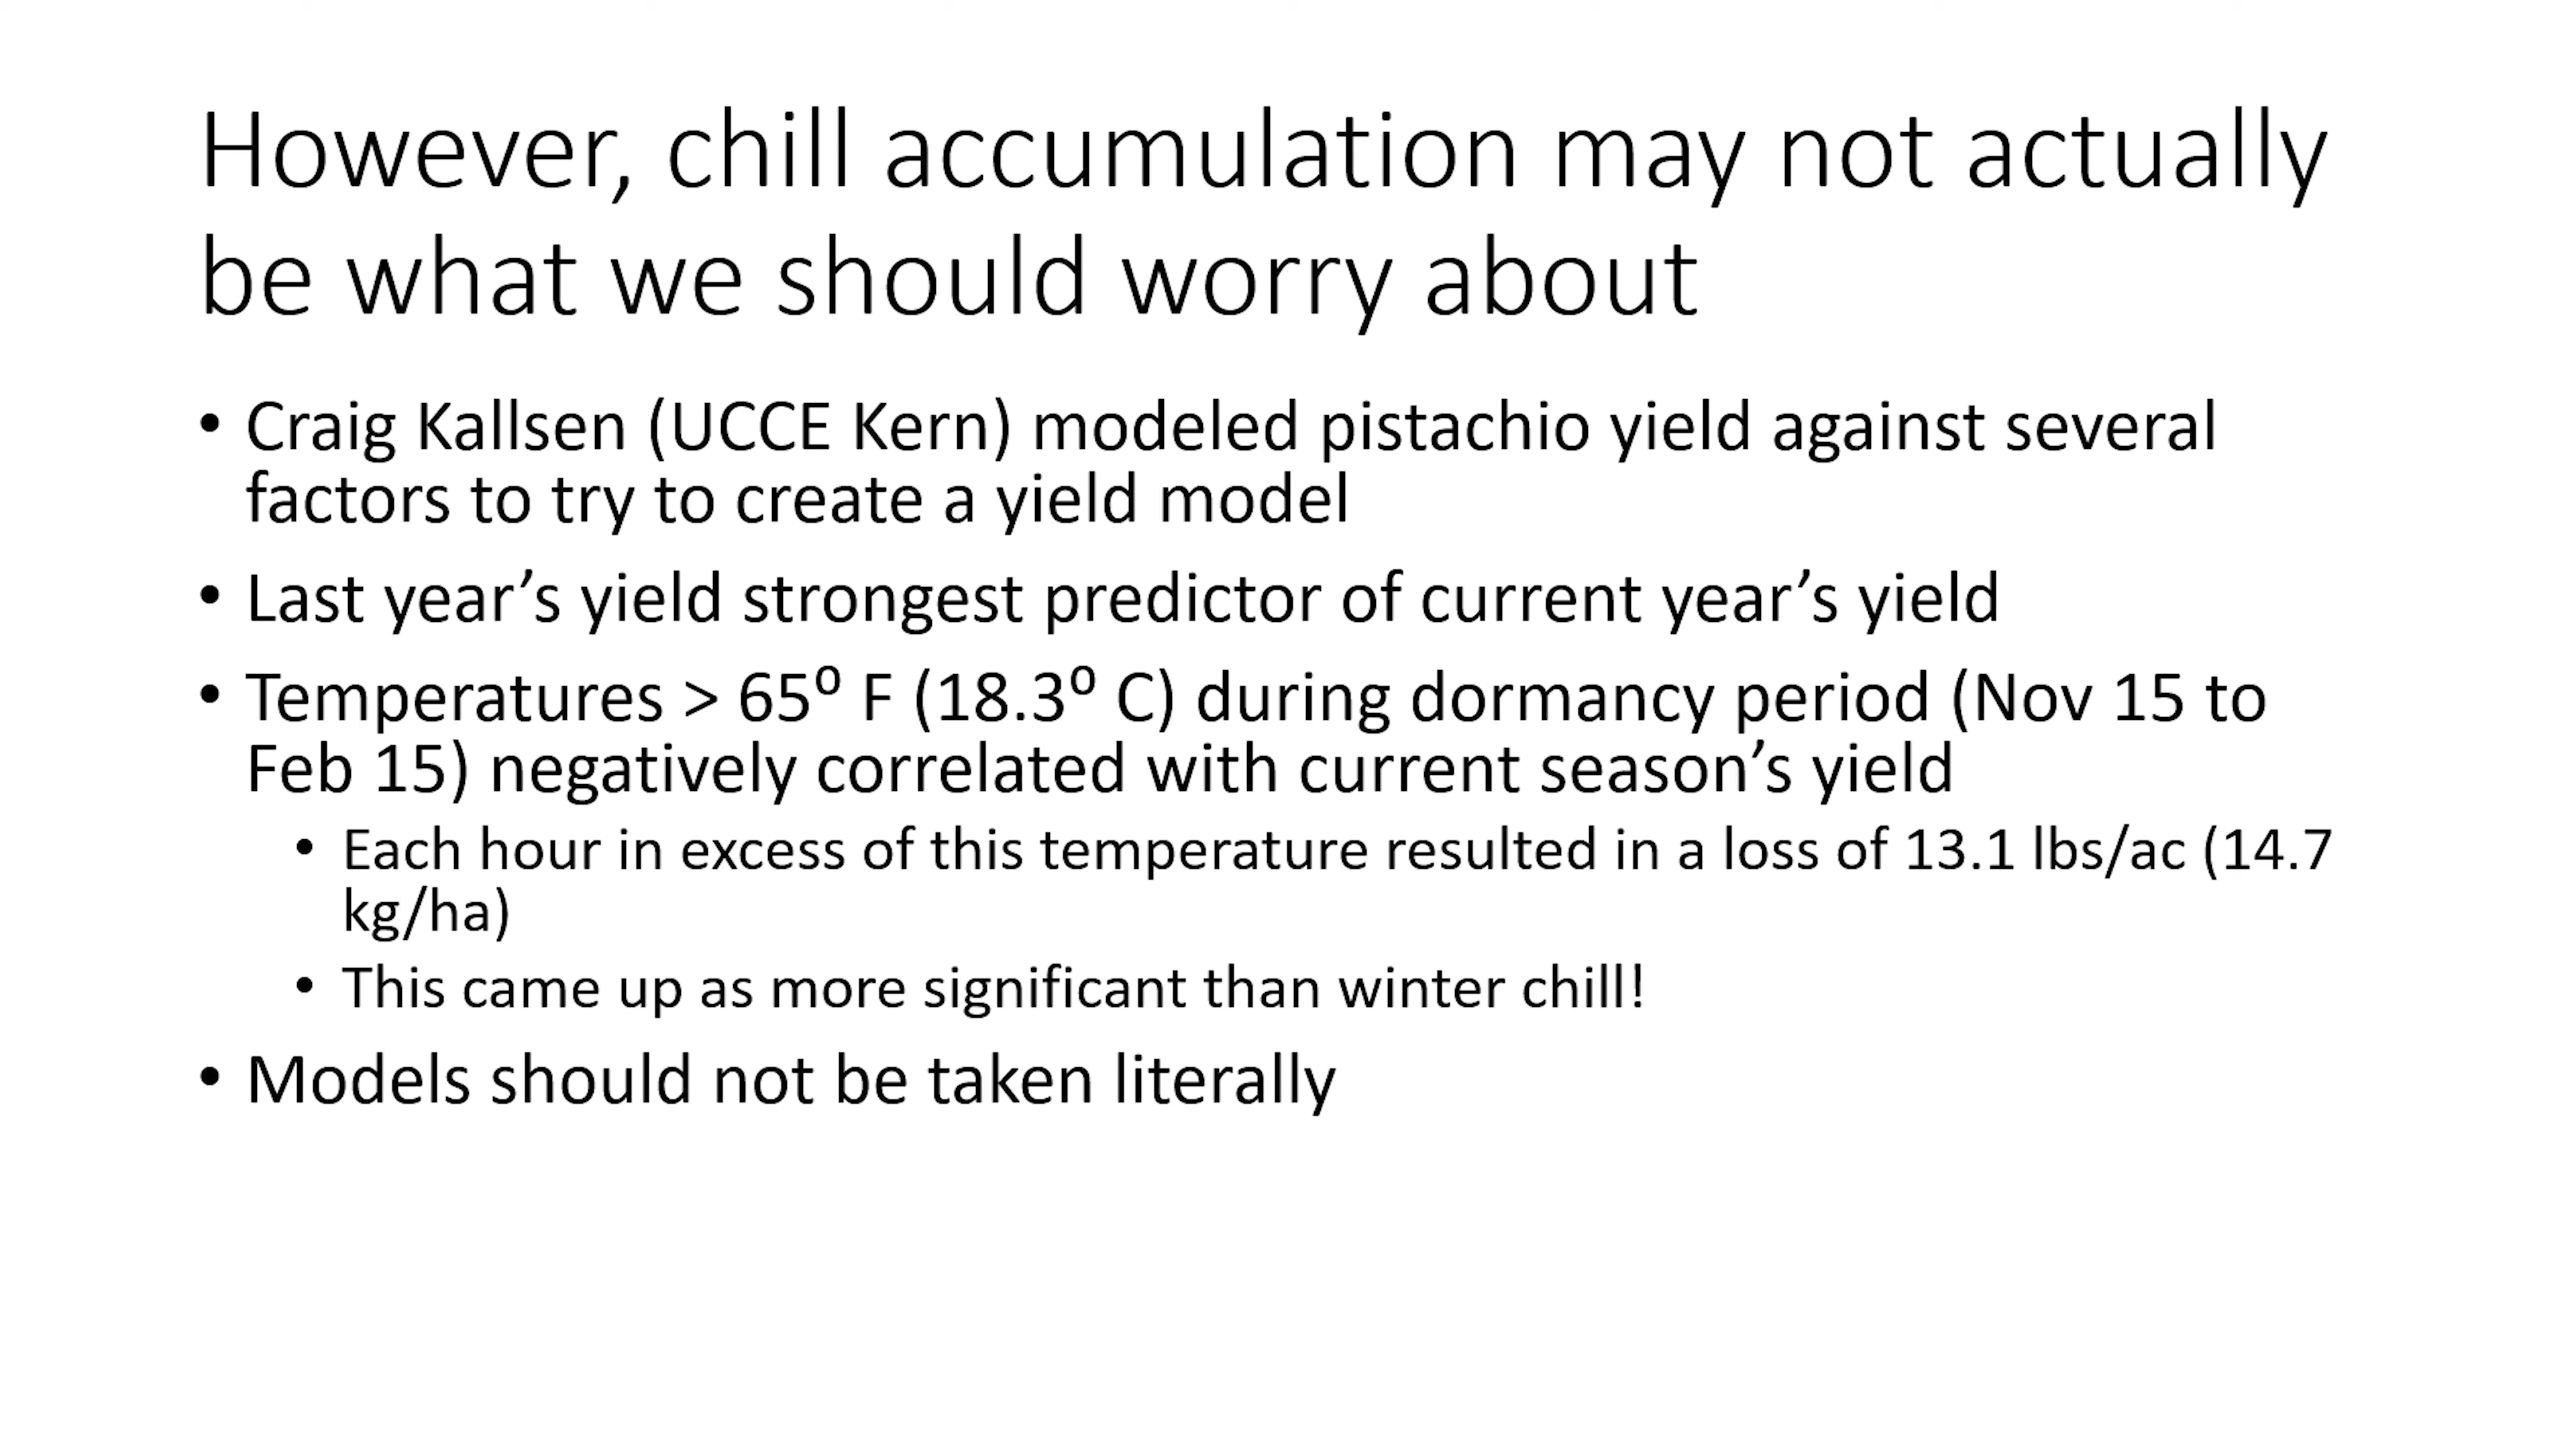 However, chill accumulation may not actually
be what we should worry about
• Craig Kallsen (UCCE Kern) modeled pistachio yield against several
factors to try to create a yield model
• Last year’s yield strongest predictor of current year’s yield
• Temperatures > 65⁰ F (18.3⁰ C) during dormancy period (Nov 15 to
Feb 15) negatively correlated with current season’s yield
• Each hour in excess of this temperature resulted in a loss of 13.1 lbs/ac (14.7
kg/ha)
• This came up as more significant than winter chill!
• Models should not be taken literally